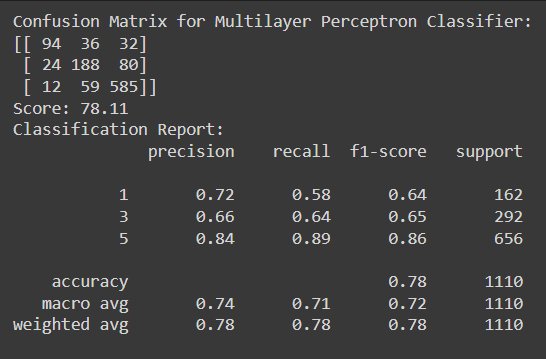 Confusion Matrix for Multilayer Perceptron Classifier:
[[ 94  36  32]
 [ 24 188  80]
 [ 12  59 585]]
Score: 78.11
Classification Report:
              precision    recall  f1-score   support

           1       0.72      0.58      0.64       162
           3       0.66      0.64      0.65       292
           5       0.84      0.89      0.86       656

    accuracy                           0.78      1110
   macro avg       0.74      0.71      0.72      1110
weighted avg       0.78      0.78      0.78      1110